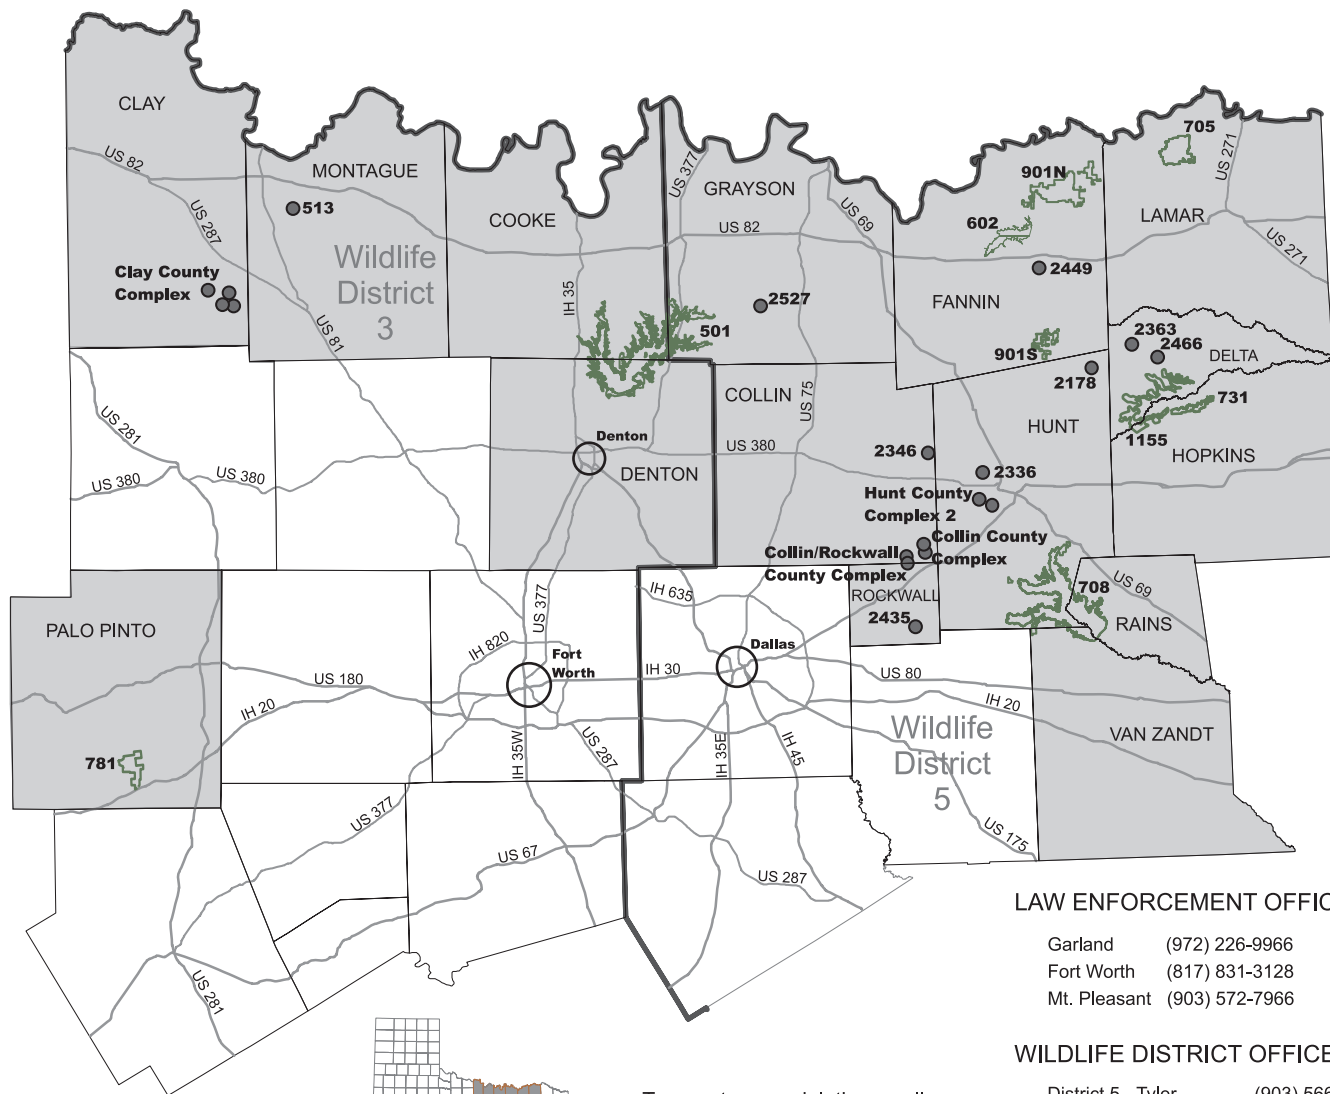 CLAY
MONTAGUE
COOKE
GRAYSON
FANNIN
LAMAR
DELTA
HOPKINS
HUNT
COLLIN
DENTON
ROCKWALL
RAINS
VAN ZANDT
PALO PINTO
Wildlife
District
3
Wildlife
District
5
US 82
US 287
US 81
IH 35
US 377
US 82
US 69
US 271
US 271
705
901N
602
2449
513
Clay County
Complex
2527
501
901S
2363
2466
2178
731
1155
US 75
US 281
US 380
US 380
US 380
Denton
2346
2336
Hunt County
Complex 2
Collin County
Complex
Collin/Rockwall
County Complex
2435
708
US 69
US 377
IH 635
IH 820
Fort
Worth
Dallas
IH 30
US 80
IH 20
US 180
IH 20
781
IH 35W
US 287
IH 35E
IH 45
US 175
US 377
US 67
US 287
US 281
LAW ENFORCEMENT OFFIC
Garland (972) 226-9966
Fort Worth (817) 831-3128
Mt. Pleasant (903) 572-7966
WILDLIFE DISTRICT OFFICE
District 5 Tyler (903) 566